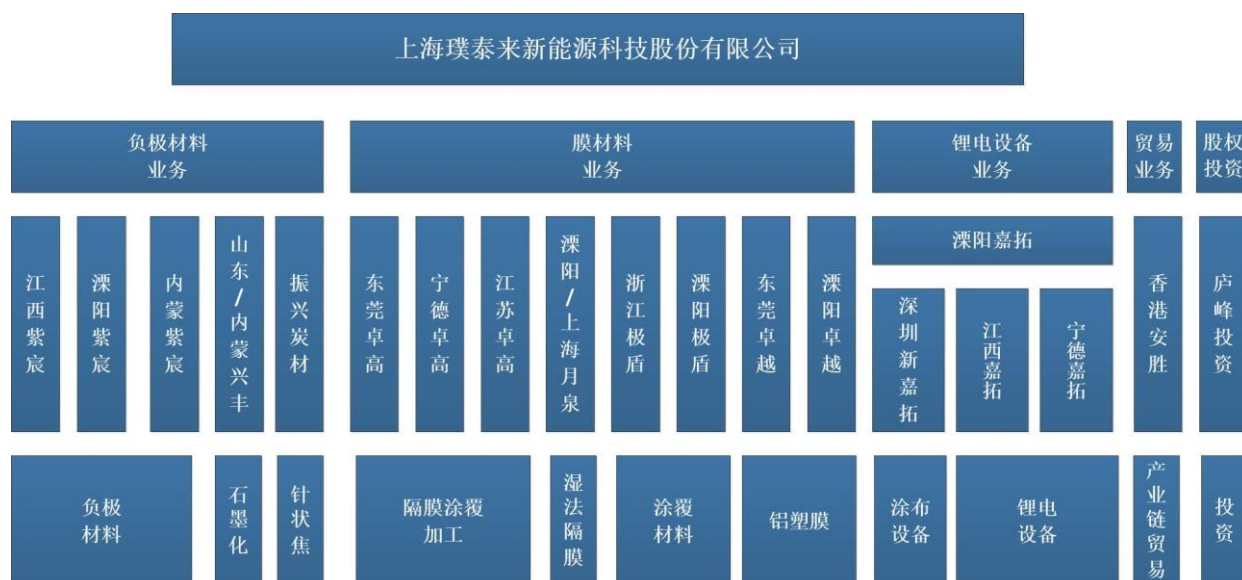 上海璞泰来新能源科技股份有限公司
负极材料
业务
膜材料
业务
锂电设备
业务
贸易
业务
股权
投资
江西紫宸
溧阳紫宸
内蒙紫宸
山东/内蒙兴丰
振兴炭材
东莞卓高
宁德卓高
江苏卓高
溧阳/上海月泉
浙江极盾
溧阳极盾
东莞卓越
溧阳卓越
溧阳嘉拓
深圳新嘉拓
江西嘉拓
宁德嘉拓
香港安胜
庐峰投资
负极
材料
石墨化
针状焦
隔膜涂覆
加工
湿法隔膜
涂覆
材料
铝塑膜
涂布
设备
锂电
设备
产业链贸易
投资